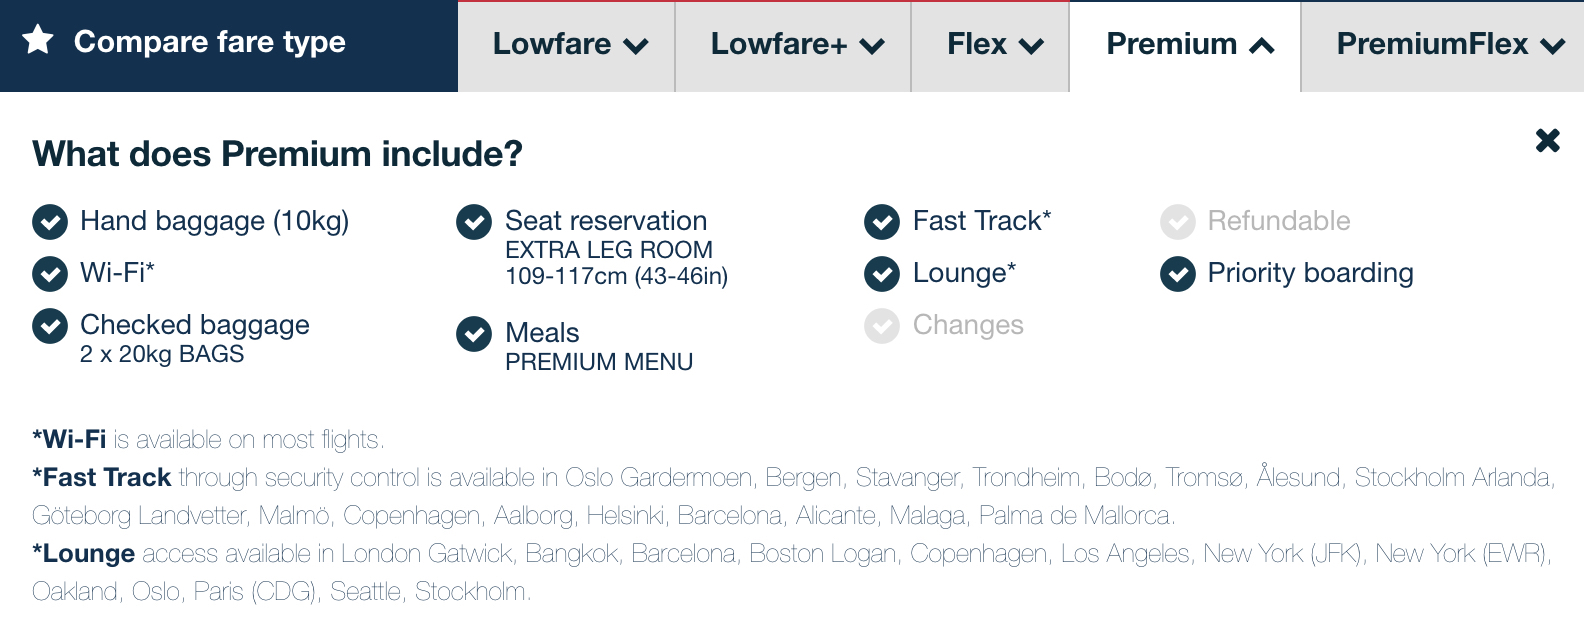 Compare fare type
Lowfare
Lowfare+
Flex
Premium
PremiumFlex
What does Premium include?
Hand baggage (10kg)
Wi-Fi*
Checked baggage
2 x 20kg BAGS
Seat reservation
EXTRA LEG ROOM
109-117cm (43-46in)
Meals
PREMIUM MENU
Fast Track*
Lounge*
Changes
Refundable
Priority boarding
*Wi-Fi is available on most flights.
*Fast Track through security control is available in Oslo Gardermoen, Bergen, Stavanger, Trondheim, Bodø, Tromsø, Ålesund, Stockholm Arlanda,
Göteborg Landvetter, Malmö, Copenhagen, Aalborg, Helsinki, Barcelona, Alicante, Malaga, Palma de Mallorca.
*Lounge access available in London Gatwick, Bangkok, Barcelona, Boston Logan, Copenhagen, Los Angeles, New York (JFK), New York (EWR),
Oakland, Oslo, Paris (CDG), Seattle, Stockholm.